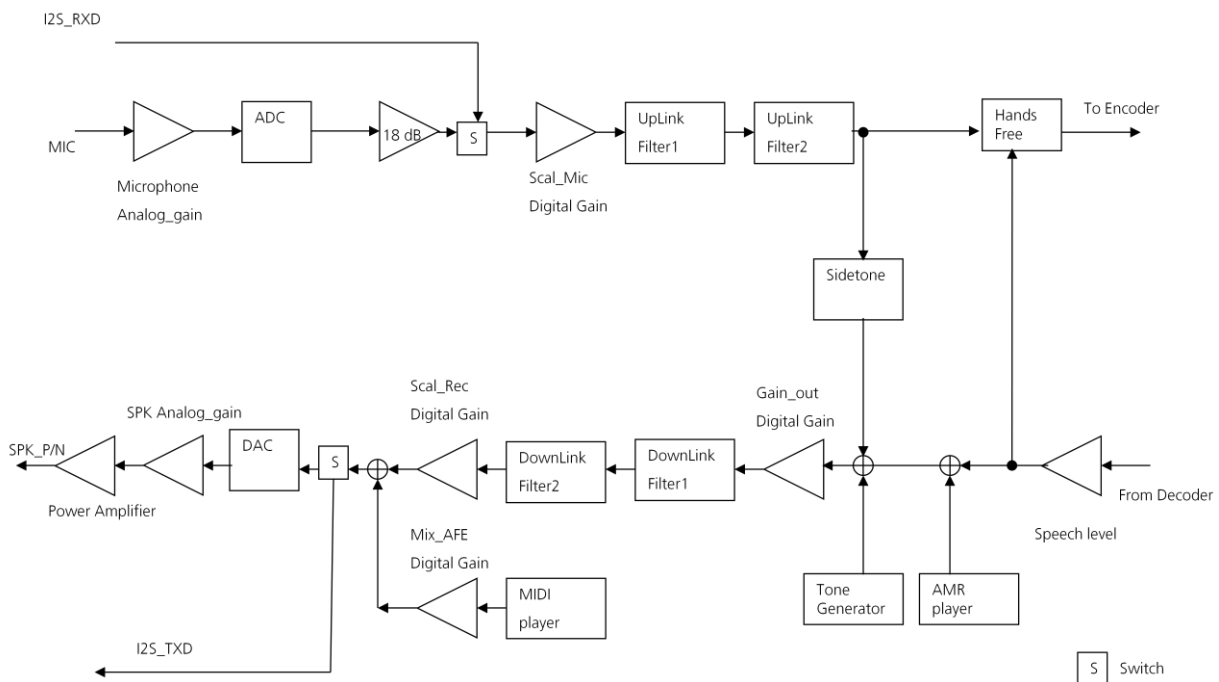 I2S_RXD
MIC
Microphone
Analog_gain
ADC
18 dB
S
Scal_Mic
Digital Gain
UpLink
Filter1
UpLink
Filter2
Hands
Free
To Encoder
Sidetone
SPK_P/N
SPK Analog_gain
Power Amplifier
DAC
S
Scal_Rec
Digital Gain
DownLink
Filter2
DownLink
Filter1
Gain_out
Digital Gain
From Decoder
Speech level
Mix_AFE
Digital Gain
MIDI
player
Tone
Generator
AMR
player
I2S_TXD
S Switch